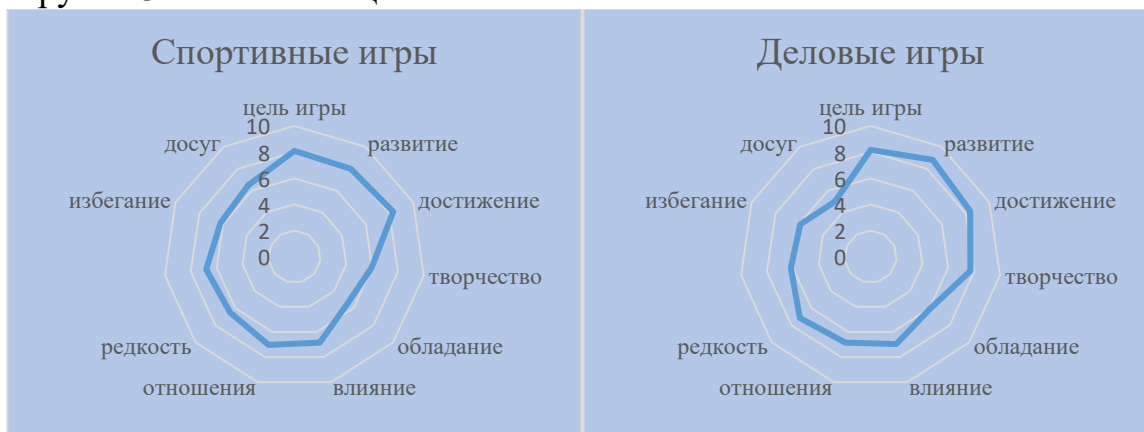 Спортивные игры
цель игры
10
8
6
4
2
0
развитие
достижение
творчество
обладание
влияние
отношения
редкость
избегание
досуг
Деловые игры
цель игры
10
8
6
4
2
0
развитие
достижение
творчество
обладание
влияние
отношения
редкость
избегание
досуг